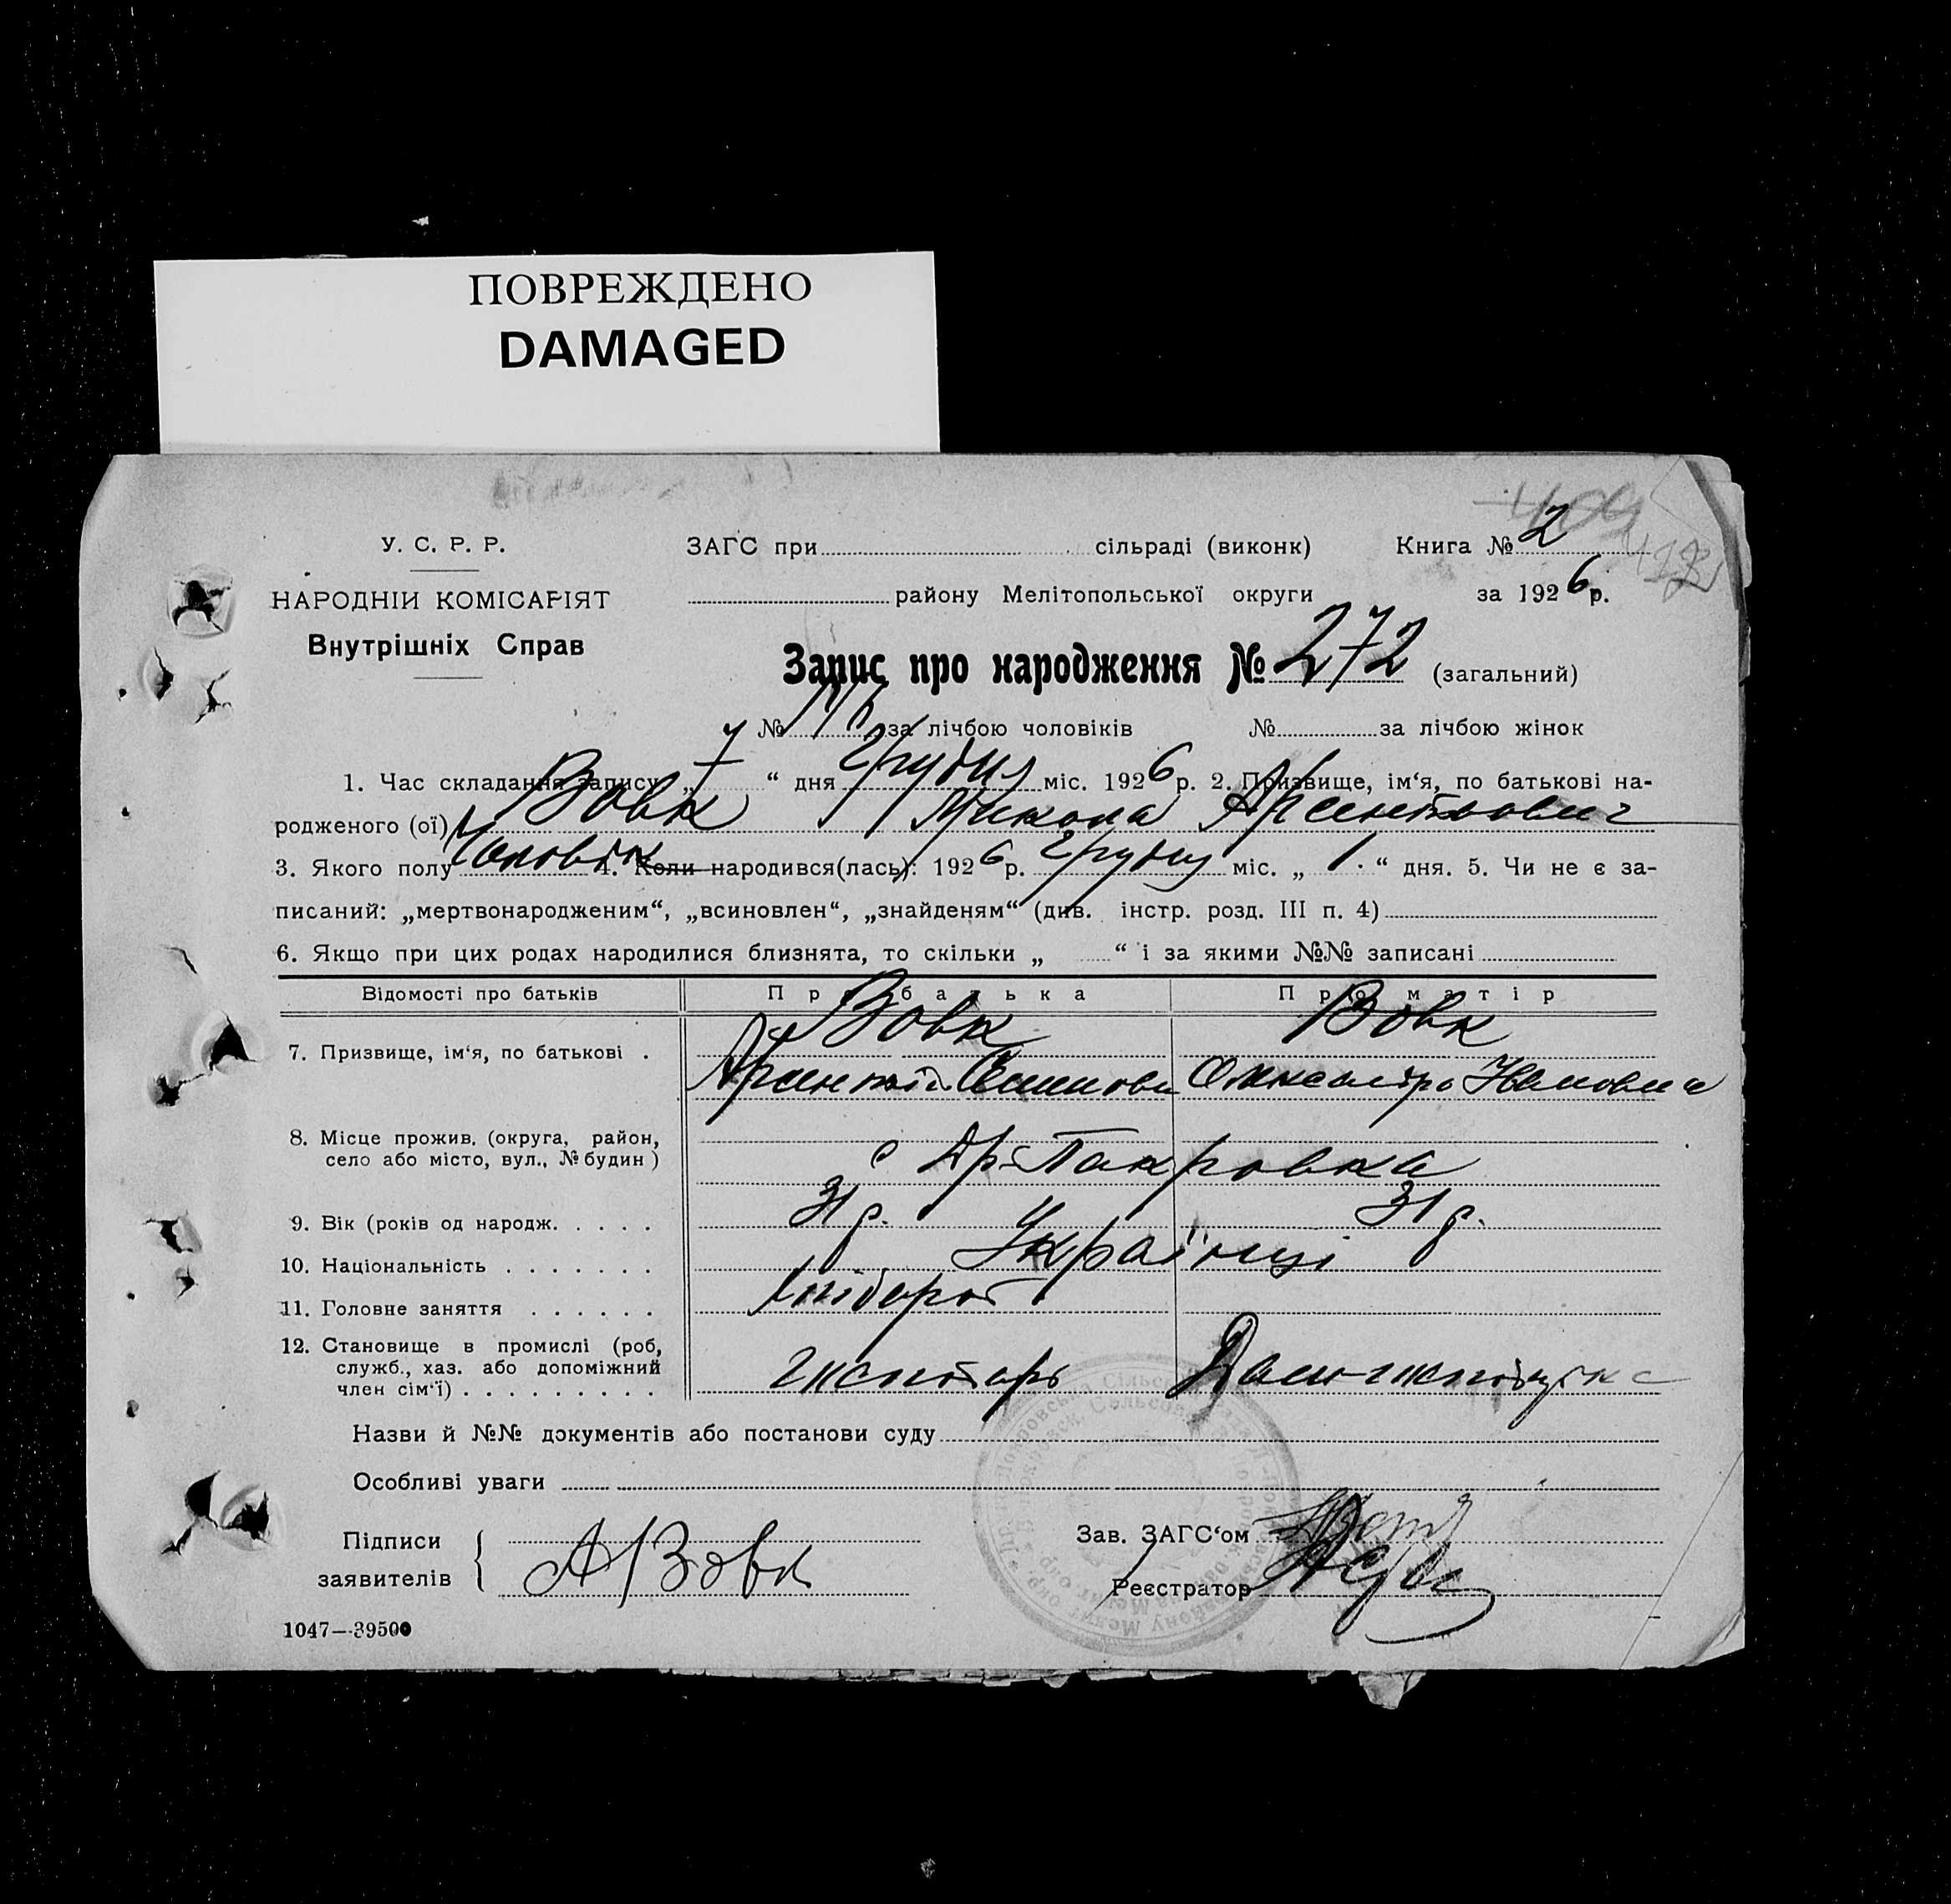 ПОВРЕЖДЕНО
DAMAGED
У. С. Р. Р.
НАРОДНІЙ КОМІСАРІЯТ
Внутрішніх Справ
ЗАГС при сільраді (виконк) Книга № 2
району Мелітопольської округи за 1926 р.
Запис про народження № 272 (загальний)
№ за лічбою чоловіків № за лічбою жінок
1. Час складання запису „ 7 “ дня Грудня міс. 1926 р. 2. Призвище, ім‘я, по батькові на-
родженого (ої) Вовк Микола Арсентьович
3. Якого полу Чоловік 4. Коли народився(лась): 1926 р. Грудня міс. „ 1 “ дня. 5. Чи не є за-
писаний: „мертвонародженим“, „всиновлен“, „знайденям“ (див. інстр. розд. III п. 4)
6. Якщо при цих родах народилися близнята, то скільки „ “ і за якими №№ записані
Відомості про батьків Про батька Про матір
Вовк Вовк
7. Призвище, ім‘я, по батькові .
Арсентій Олександра Івановна
8. Місце прожив. (округа, район,
село або місто, вул., № будин)
с Др-Пакровка
9. Вік (років од народж. . . . . 31 р. 31 р.
10. Національність . . . . . . . Українці
11. Головне заняття . . . . . . Хлібороб
12. Становище в промислі (роб,
служб., хаз. або допоміжний
член сім‘ї) . . . . . . . . .
Назви й №№ документів або постанови суду
Особливі уваги
Підписи
заявителів
А Вовк
Зав. ЗАГС‘ом
Реєстратор
1047—39500